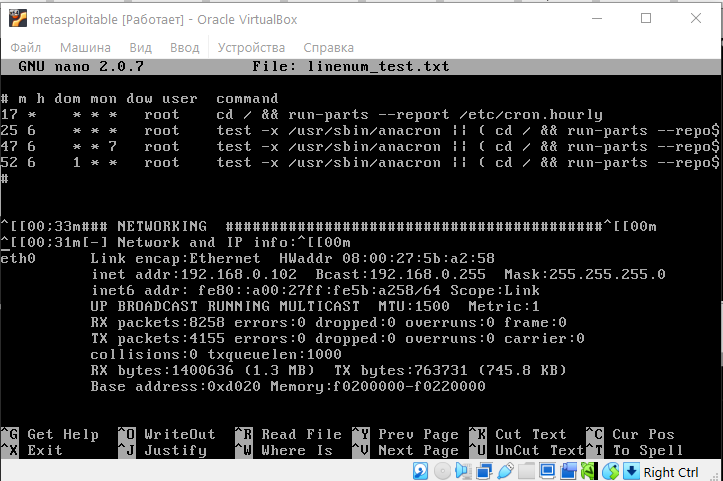 metasploitable [Работает] - Oracle VirtualBox
Файл Машина Вид Ввод Устройства Справка
GNU nano 2.0.7 File: linenum_test.txt
# m h dom mon dow user command
17 * * * * root cd / && run-parts --report /etc/cron.hourly
25 6 * * * root test -x /usr/sbin/anacron || ( cd / && run-parts --repo$
47 6 * * 7 root test -x /usr/sbin/anacron || ( cd / && run-parts --repo$
52 6 1 * * root test -x /usr/sbin/anacron || ( cd / && run-parts --repo$
#
^[[00;33m### NETWORKING ##########################################^[[00m
^[[00;31m[-] Network and IP info:^[[00m
eth0 Link encap:Ethernet HWaddr 08:00:27:5b:a2:58
inet addr:192.168.0.102 Bcast:192.168.0.255 Mask:255.255.255.0
inet6 addr: fe80::a00:27ff:fe5b:a258/64 Scope:Link
UP BROADCAST RUNNING MULTICAST MTU:1500 Metric:1
RX packets:8258 errors:0 dropped:0 overruns:0 frame:0
TX packets:4155 errors:0 dropped:0 overruns:0 carrier:0
collisions:0 txqueuelen:1000
RX bytes:1400636 (1.3 MB) TX bytes:763731 (745.8 KB)
Base address:0xd020 Memory:f0200000-f0220000
^G Get Help ^O WriteOut ^R Read File ^Y Prev Page ^K Cut Text ^C Cur Pos
^X Exit ^J Justify ^W Where Is ^V Next Page ^U UnCut Text ^T To Spell
Right Ctrl